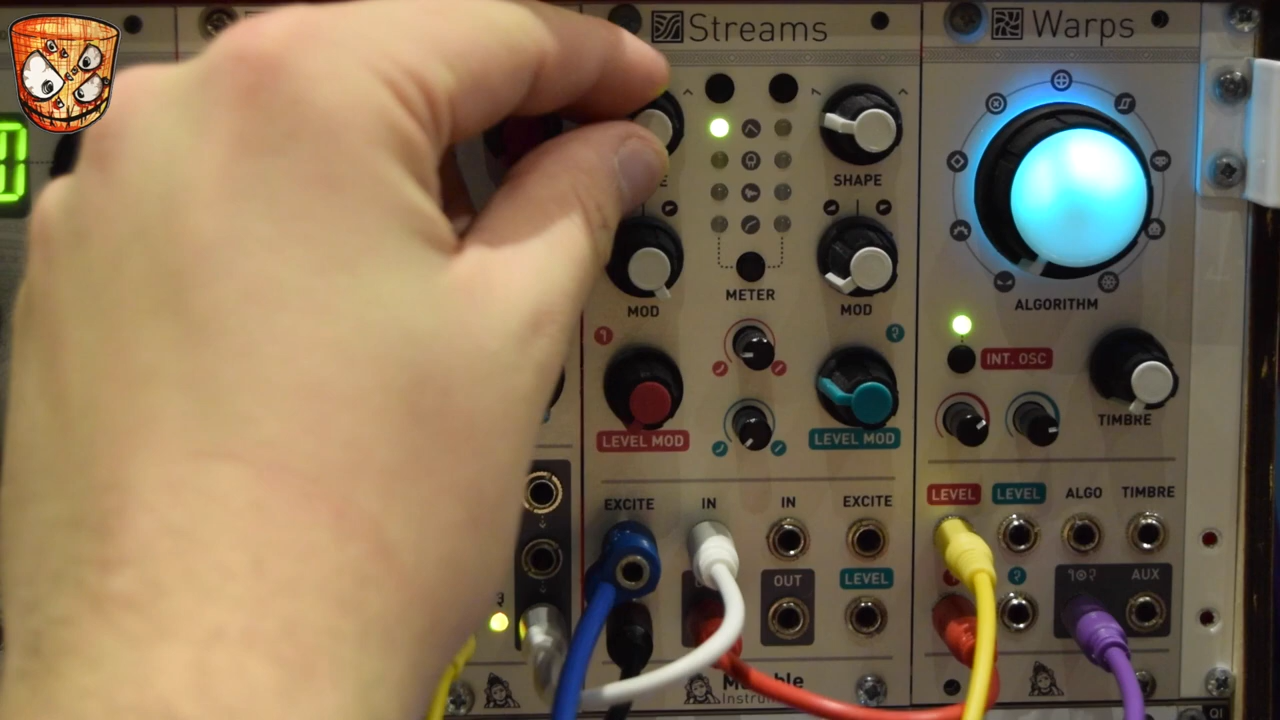 Streams
Warps
SHAPE
METER
MOD
MOD
ALGORITHM
INT. OSC
TIMBRE
LEVEL MOD
LEVEL MOD
EXCITE
IN
IN
EXCITE
LEVEL
LEVEL
ALGO
TIMBRE
OUT
LEVEL
AUX
3